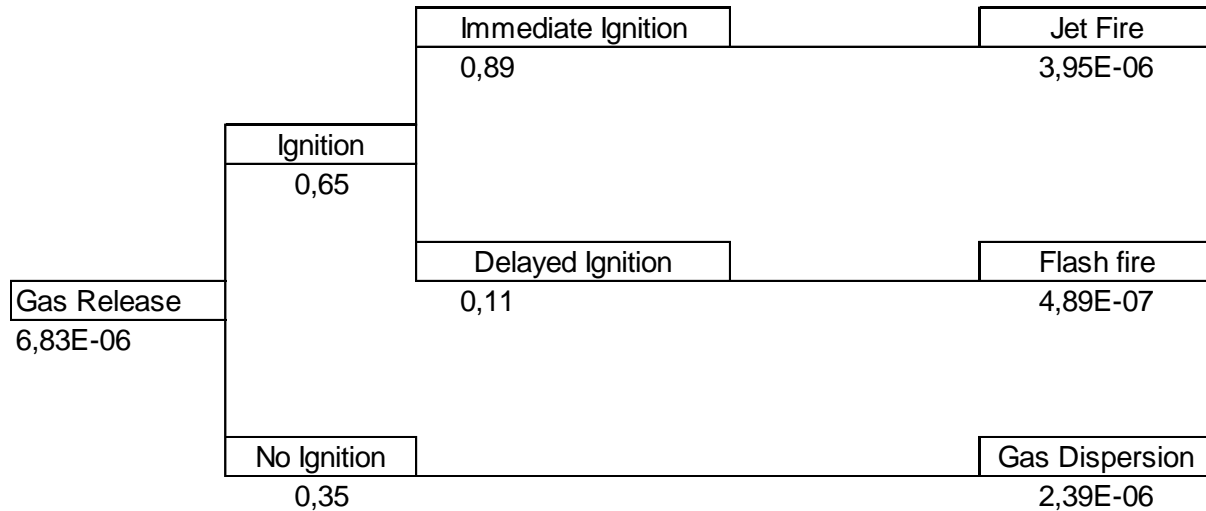 Immediate Ignition
0,89
Jet Fire
3,95E-06
Ignition
0,65
Delayed Ignition
0,11
Flash fire
4,89E-07
Gas Release
6,83E-06
No Ignition
0,35
Gas Dispersion
2,39E-06